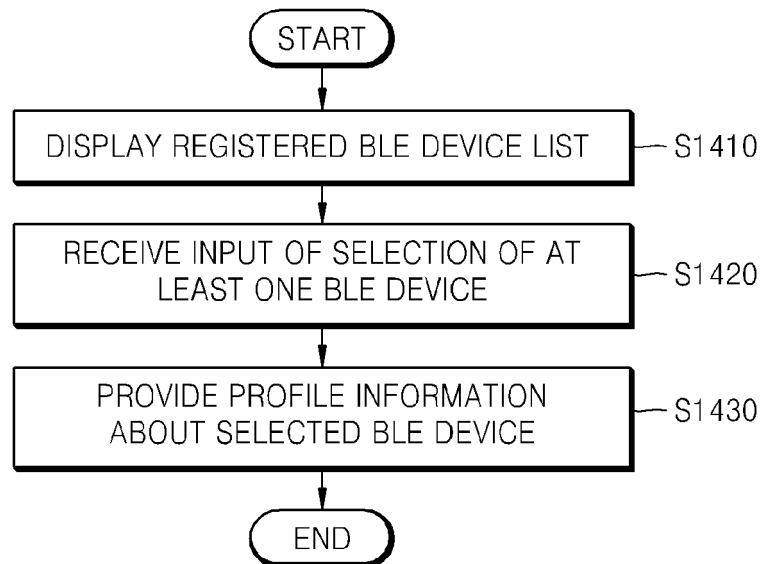 START
DISPLAY REGISTERED BLE DEVICE LIST
S1410
RECEIVE INPUT OF SELECTION OF AT
LEAST ONE BLE DEVICE
S1420
PROVIDE PROFILE INFORMATION
ABOUT SELECTED BLE DEVICE
S1430
END